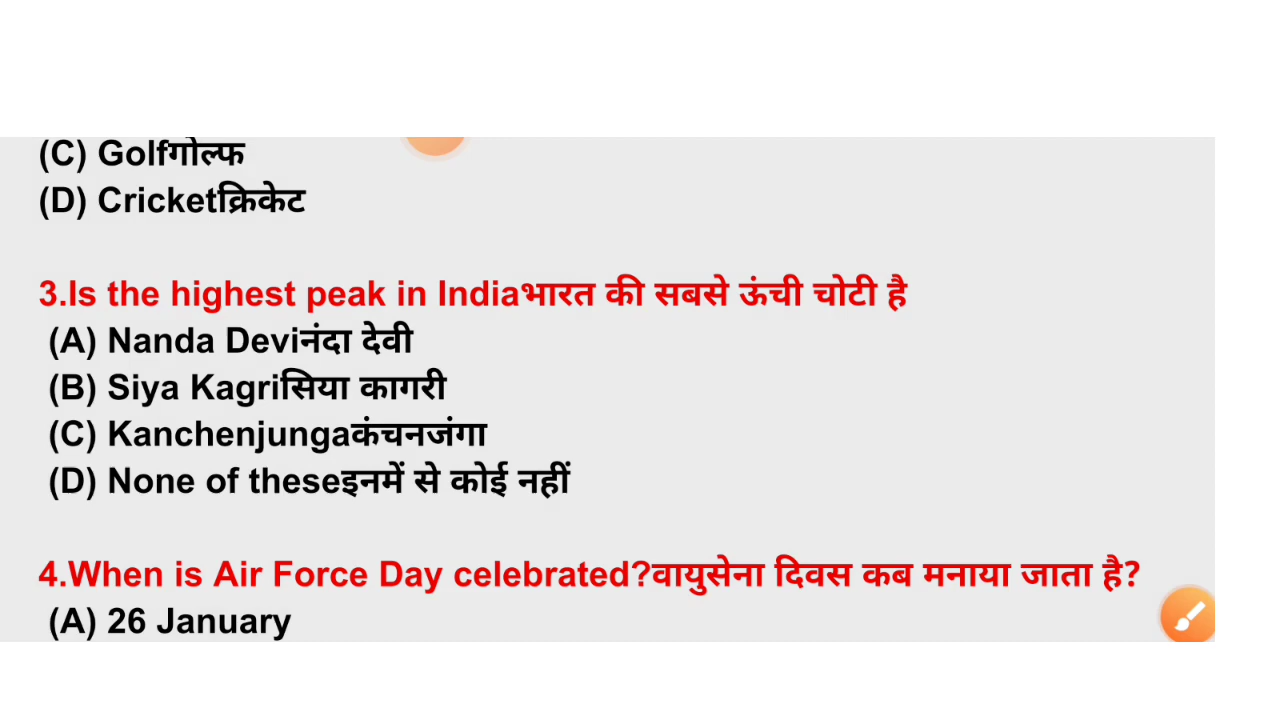 (C) Golfगोल्फ
(D) Cricketक्रिकेट
3.Is the highest peak in Indiaभारत की सबसे ऊंची चोटी है
(A) Nanda Deviनंदा देवी
(B) Siya Kagriसिया कागरी
(C) Kanchenjungaकंचनजंगा
(D) None of theseइनमें से कोई नहीं
4.When is Air Force Day celebrated?वायुसेना दिवस कब मनाया जाता है?
(A) 26 January